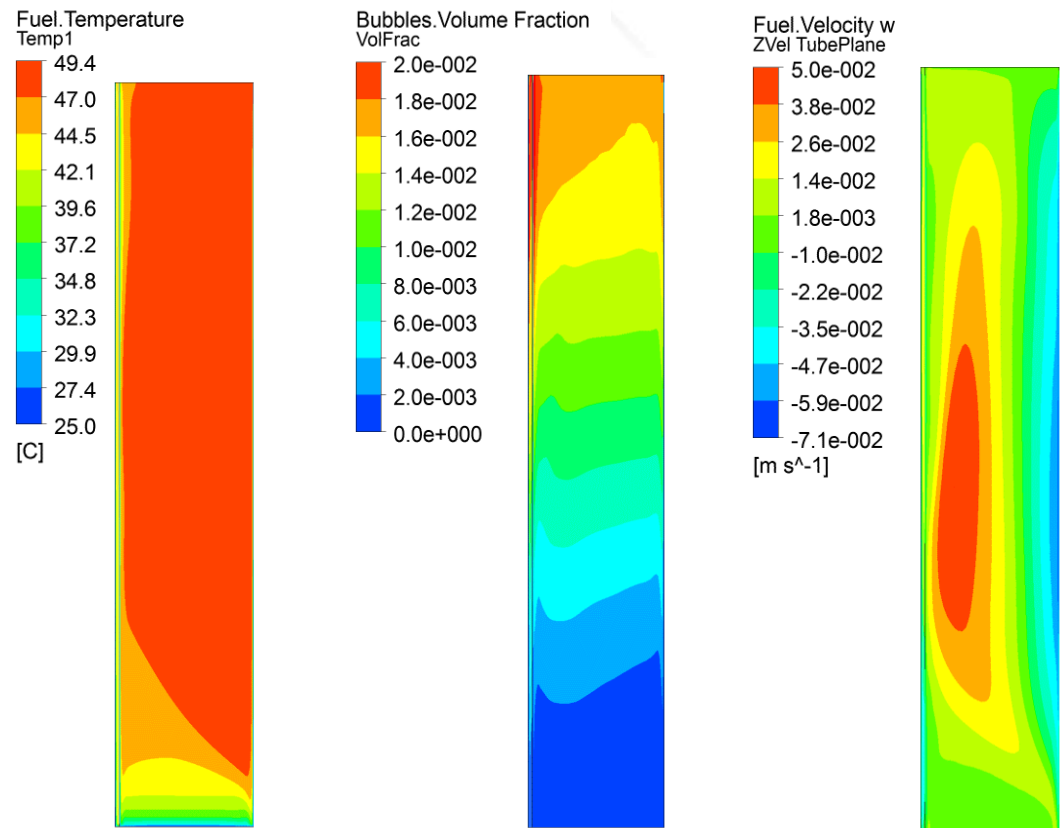 Fuel.Temperature
Temp1
49.4
47.0
44.5
42.1
39.6
37.2
34.8
32.3
29.9
27.4
25.0
[C]
Bubbles.Volume Fraction
VolFrac
2.0e-002
1.8e-002
1.6e-002
1.4e-002
1.2e-002
1.0e-002
8.0e-003
6.0e-003
4.0e-003
2.0e-003
0.0e+000
Fuel.Velocity w
ZVel TubePlane
5.0e-002
3.8e-002
2.6e-002
1.4e-002
1.8e-003
-1.0e-002
-2.2e-002
-3.5e-002
-4.7e-002
-5.9e-002
-7.1e-002
[m s^-1]